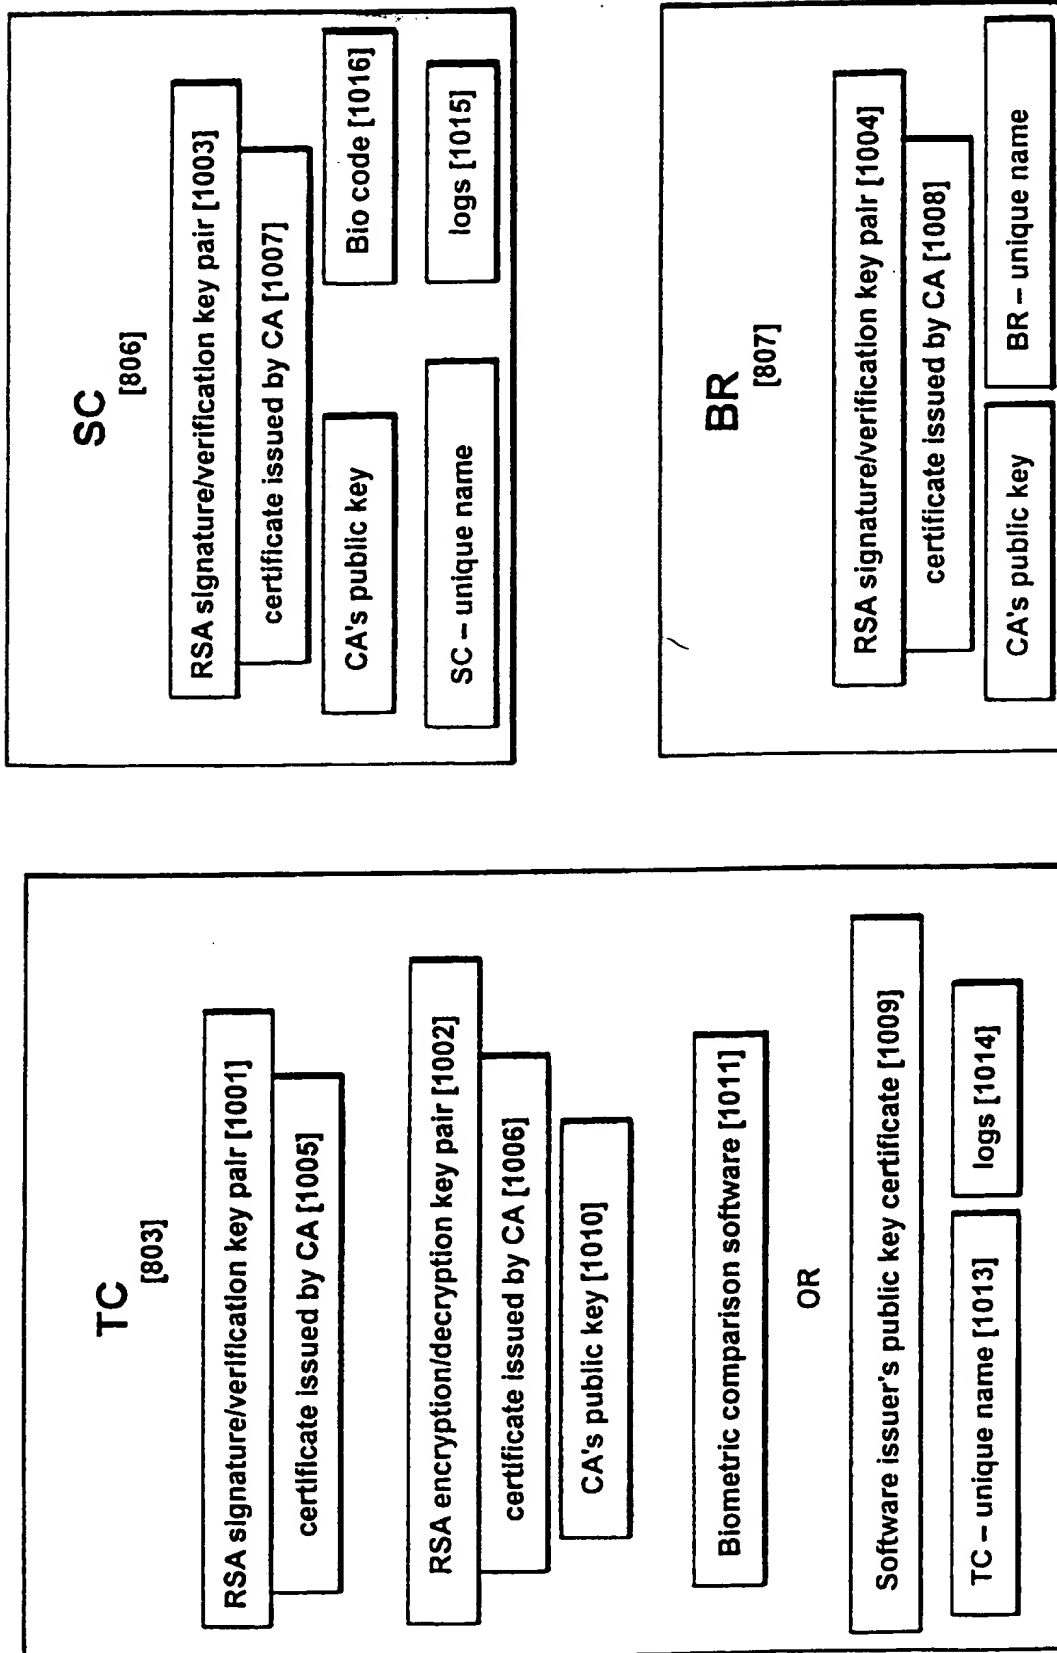 TC
[803]
RSA signature/verification key pair [1001]
certificate issued by CA [1005]
RSA encryption/decryption key pair [1002]
certificate issued by CA [1006]
CA's public key [1010]
Biometric comparison software [1011]
OR
Software issuer's public key certificate [1009]
TC – unique name [1013]
logs [1014]
SC
[806]
RSA signature/verification key pair [1003]
certificate issued by CA [1007]
CA's public key
Bio code [1016]
SC – unique name
logs [1015]
BR
[807]
RSA signature/verification key pair [1004]
certificate issued by CA [1008]
CA's public key
BR – unique name